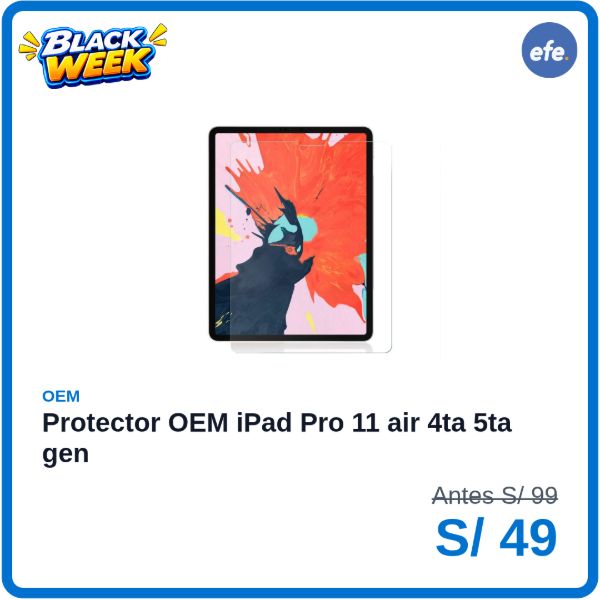 BLACK
WEEK
efe.
OEM
Protector OEM iPad Pro 11 air 4ta 5ta
gen
Antes S/ 99
S/ 49